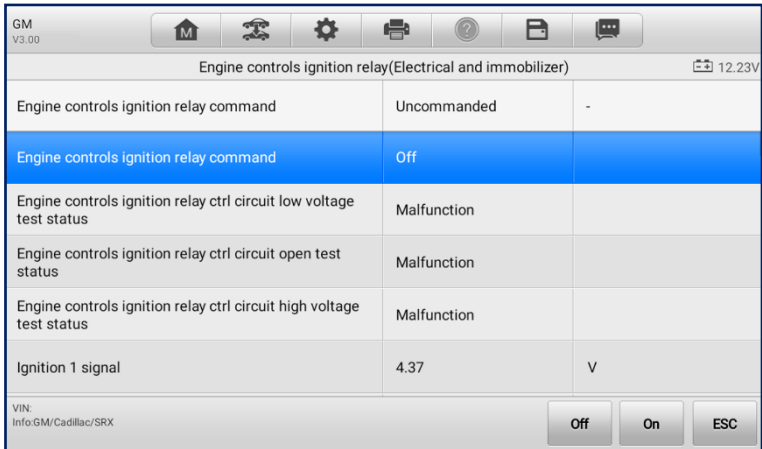 GM
V3.00
M
Engine controls ignition relay(Electrical and immobilizer)
12.23V
Engine controls ignition relay command
Uncommanded
-
Engine controls ignition relay command
Off
Engine controls ignition relay ctrl circuit low voltage
test status
Malfunction
Engine controls ignition relay ctrl circuit open test
status
Malfunction
Engine controls ignition relay ctrl circuit high voltage
test status
Malfunction
Ignition 1 signal
4.37
V
VIN:
Info:GM/Cadillac/SRX
Off
On
ESC